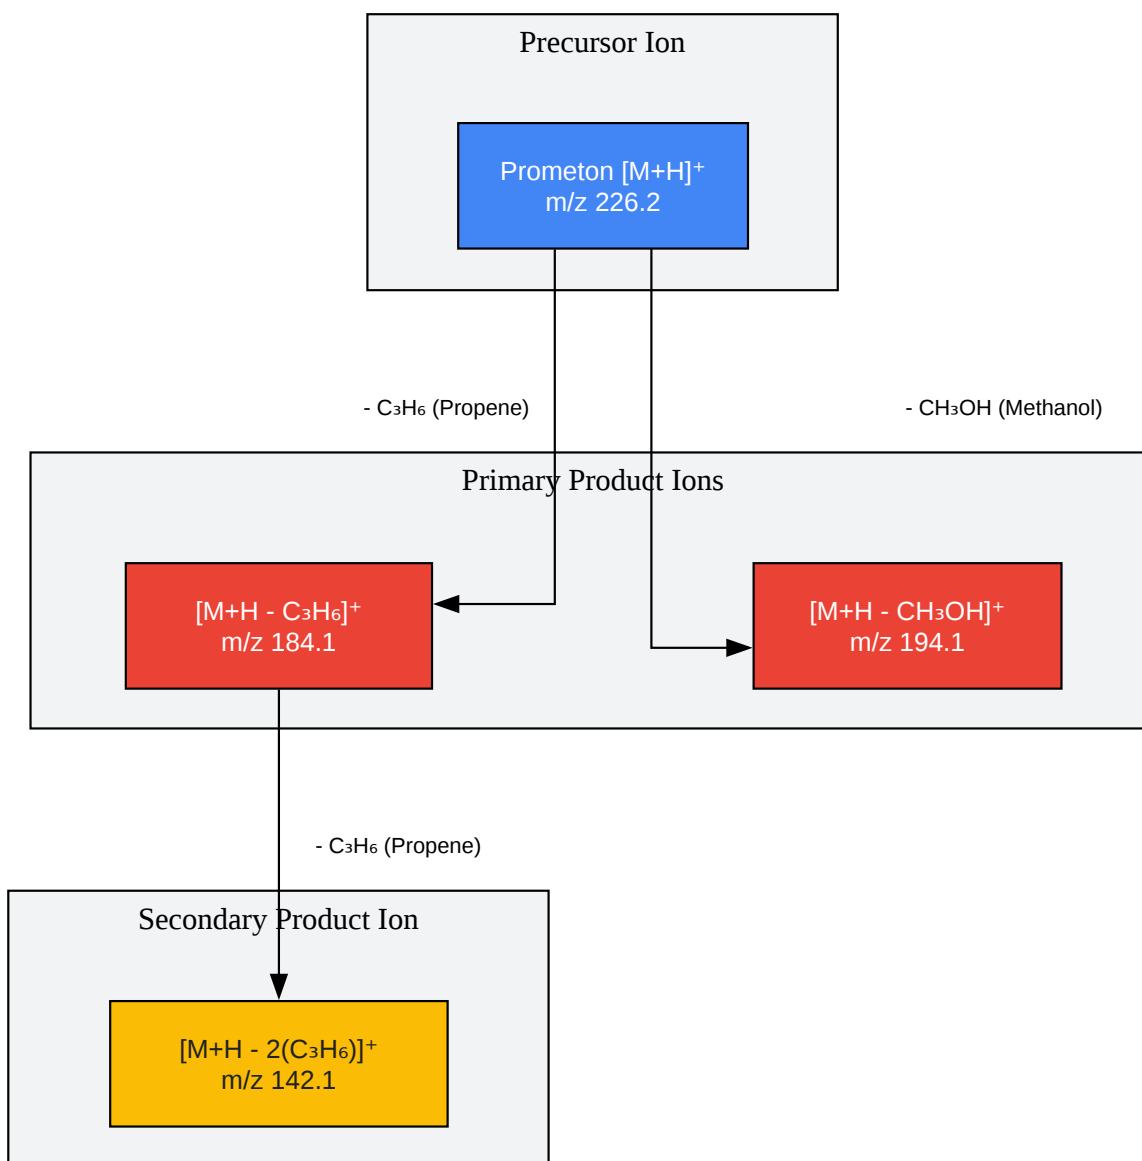 Precursor Ion
Prometon [M+H]⁺
m/z 226.2
- C₃H₆ (Propene)
- CH₃OH (Methanol)
Primary Product Ions
[M+H - C₃H₆]⁺
m/z 184.1
[M+H - CH₃OH]⁺
m/z 194.1
- C₃H₆ (Propene)
Secondary Product Ion
[M+H - 2(C₃H₆)]⁺
m/z 142.1